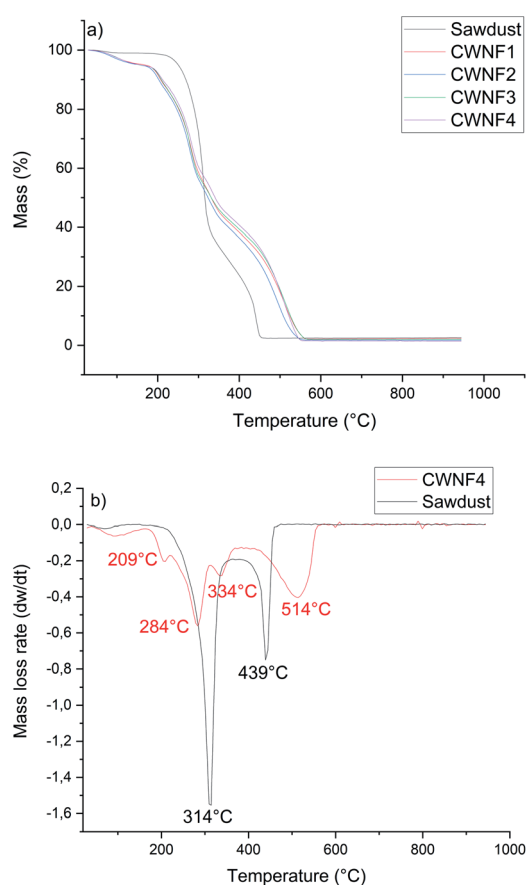 a)
Sawdust
CWNF1
CWNF2
CWNF3
CWNF4
100
80
60
40
20
0
Mass (%)
200 400 600 800 1000
Temperature (°C)
CWNF4
Sawdust
b)
0,2
0,0
-0,2
-0,4
-0,6
-0,8
-1,0
-1,2
-1,4
-1,6
Mass loss rate (dw/dt)
209°C
334°C
514°C
284°C
439°C
314°C
200 400 600 800 1000
Temperature (°C)